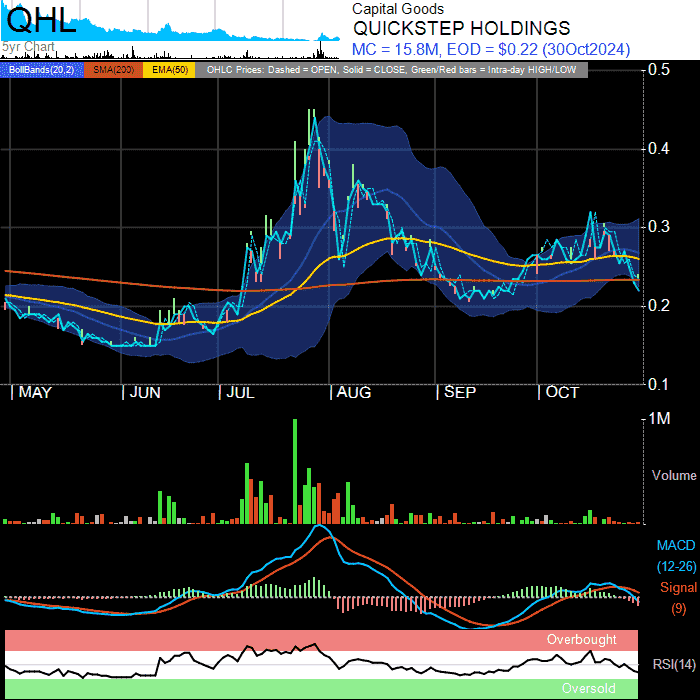 QHL
5yr Chart
Capital Goods
QUICKSTEP HOLDINGS
MC = 15.8M, EOD = $0.22 (30Oct2024)
BollBands(20,2) SMA(200) EMA(50) OHLC Prices: Dashed = OPEN, Solid = CLOSE, Green/Red bars = Intra-day HIGH/LOW
0.5
0.4
0.3
0.2
0.1
MAY JUN JUL AUG SEP OCT
1M
Volume
MACD
(12-26)
Signal
(9)
Overbought
RSI(14)
Oversold